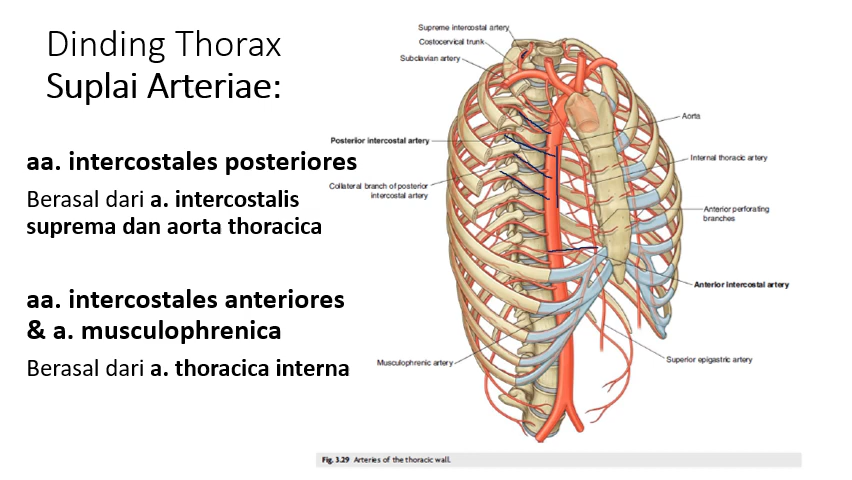 Dinding Thorax
Suplai Arteriae:
aa. intercostales posteriores
Berasal dari a. intercostalis
suprema dan aorta thoracica
aa. intercostales anteriores
& a. musculophrenica
Berasal dari a. thoracica interna
Supreme intercostal artery
Costocervical trunk
Subclavian artery
Posterior intercostal artery
Collateral branch of posterior
intercostal artery
Musculophrenic artery
Aorta
Internal thoracic artery
Anterior perforating
branches
Anterior intercostal artery
Superior epigastric artery
Fig. 3.29 Arteries of the thoracic wall.